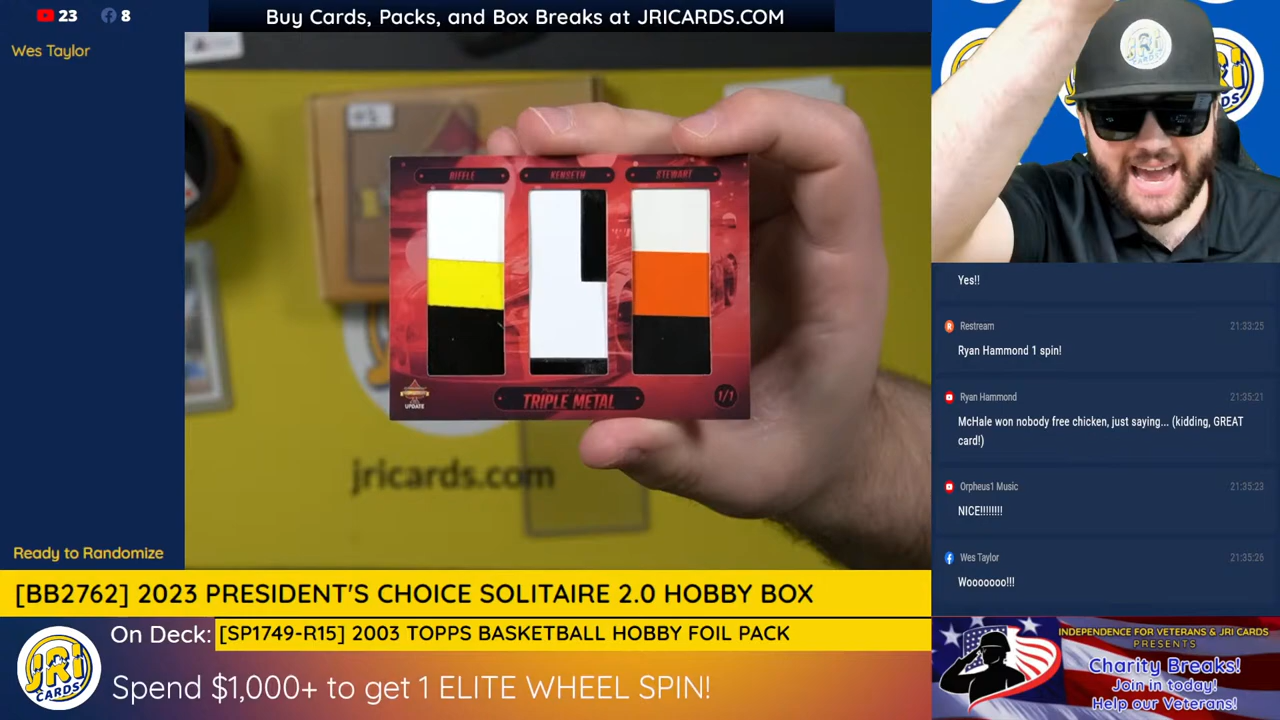 23
8
Buy Cards, Packs, and Box Breaks at JRICARDS.COM
Wes Taylor
BIFFLE
KENSETH
STEWART
TRIPLE METAL
UPDATE
1/1
jricards.com
JRI
CARDS
Yes!!
Restream
21:33:25
Ryan Hammond 1 spin!
Ryan Hammond
21:35:21
McHale won nobody free chicken, just saying... (kidding, GREAT
card!)
Orpheus1 Music
21:35:23
NICE!!!!!!!!
Wes Taylor
21:35:26
Wooooooo!!!
Ready to Randomize
[BB2762] 2023 PRESIDENT'S CHOICE SOLITAIRE 2.0 HOBBY BOX
On Deck:
[SP1749-R15] 2003 TOPPS BASKETBALL HOBBY FOIL PACK
JRI
CARDS
Spend $1,000+ to get 1 ELITE WHEEL SPIN!
INDEPENDENCE FOR VETERANS & JRI CARDS
PRESENTS
Charity Breaks!
Join in today!
Help our Veterans!